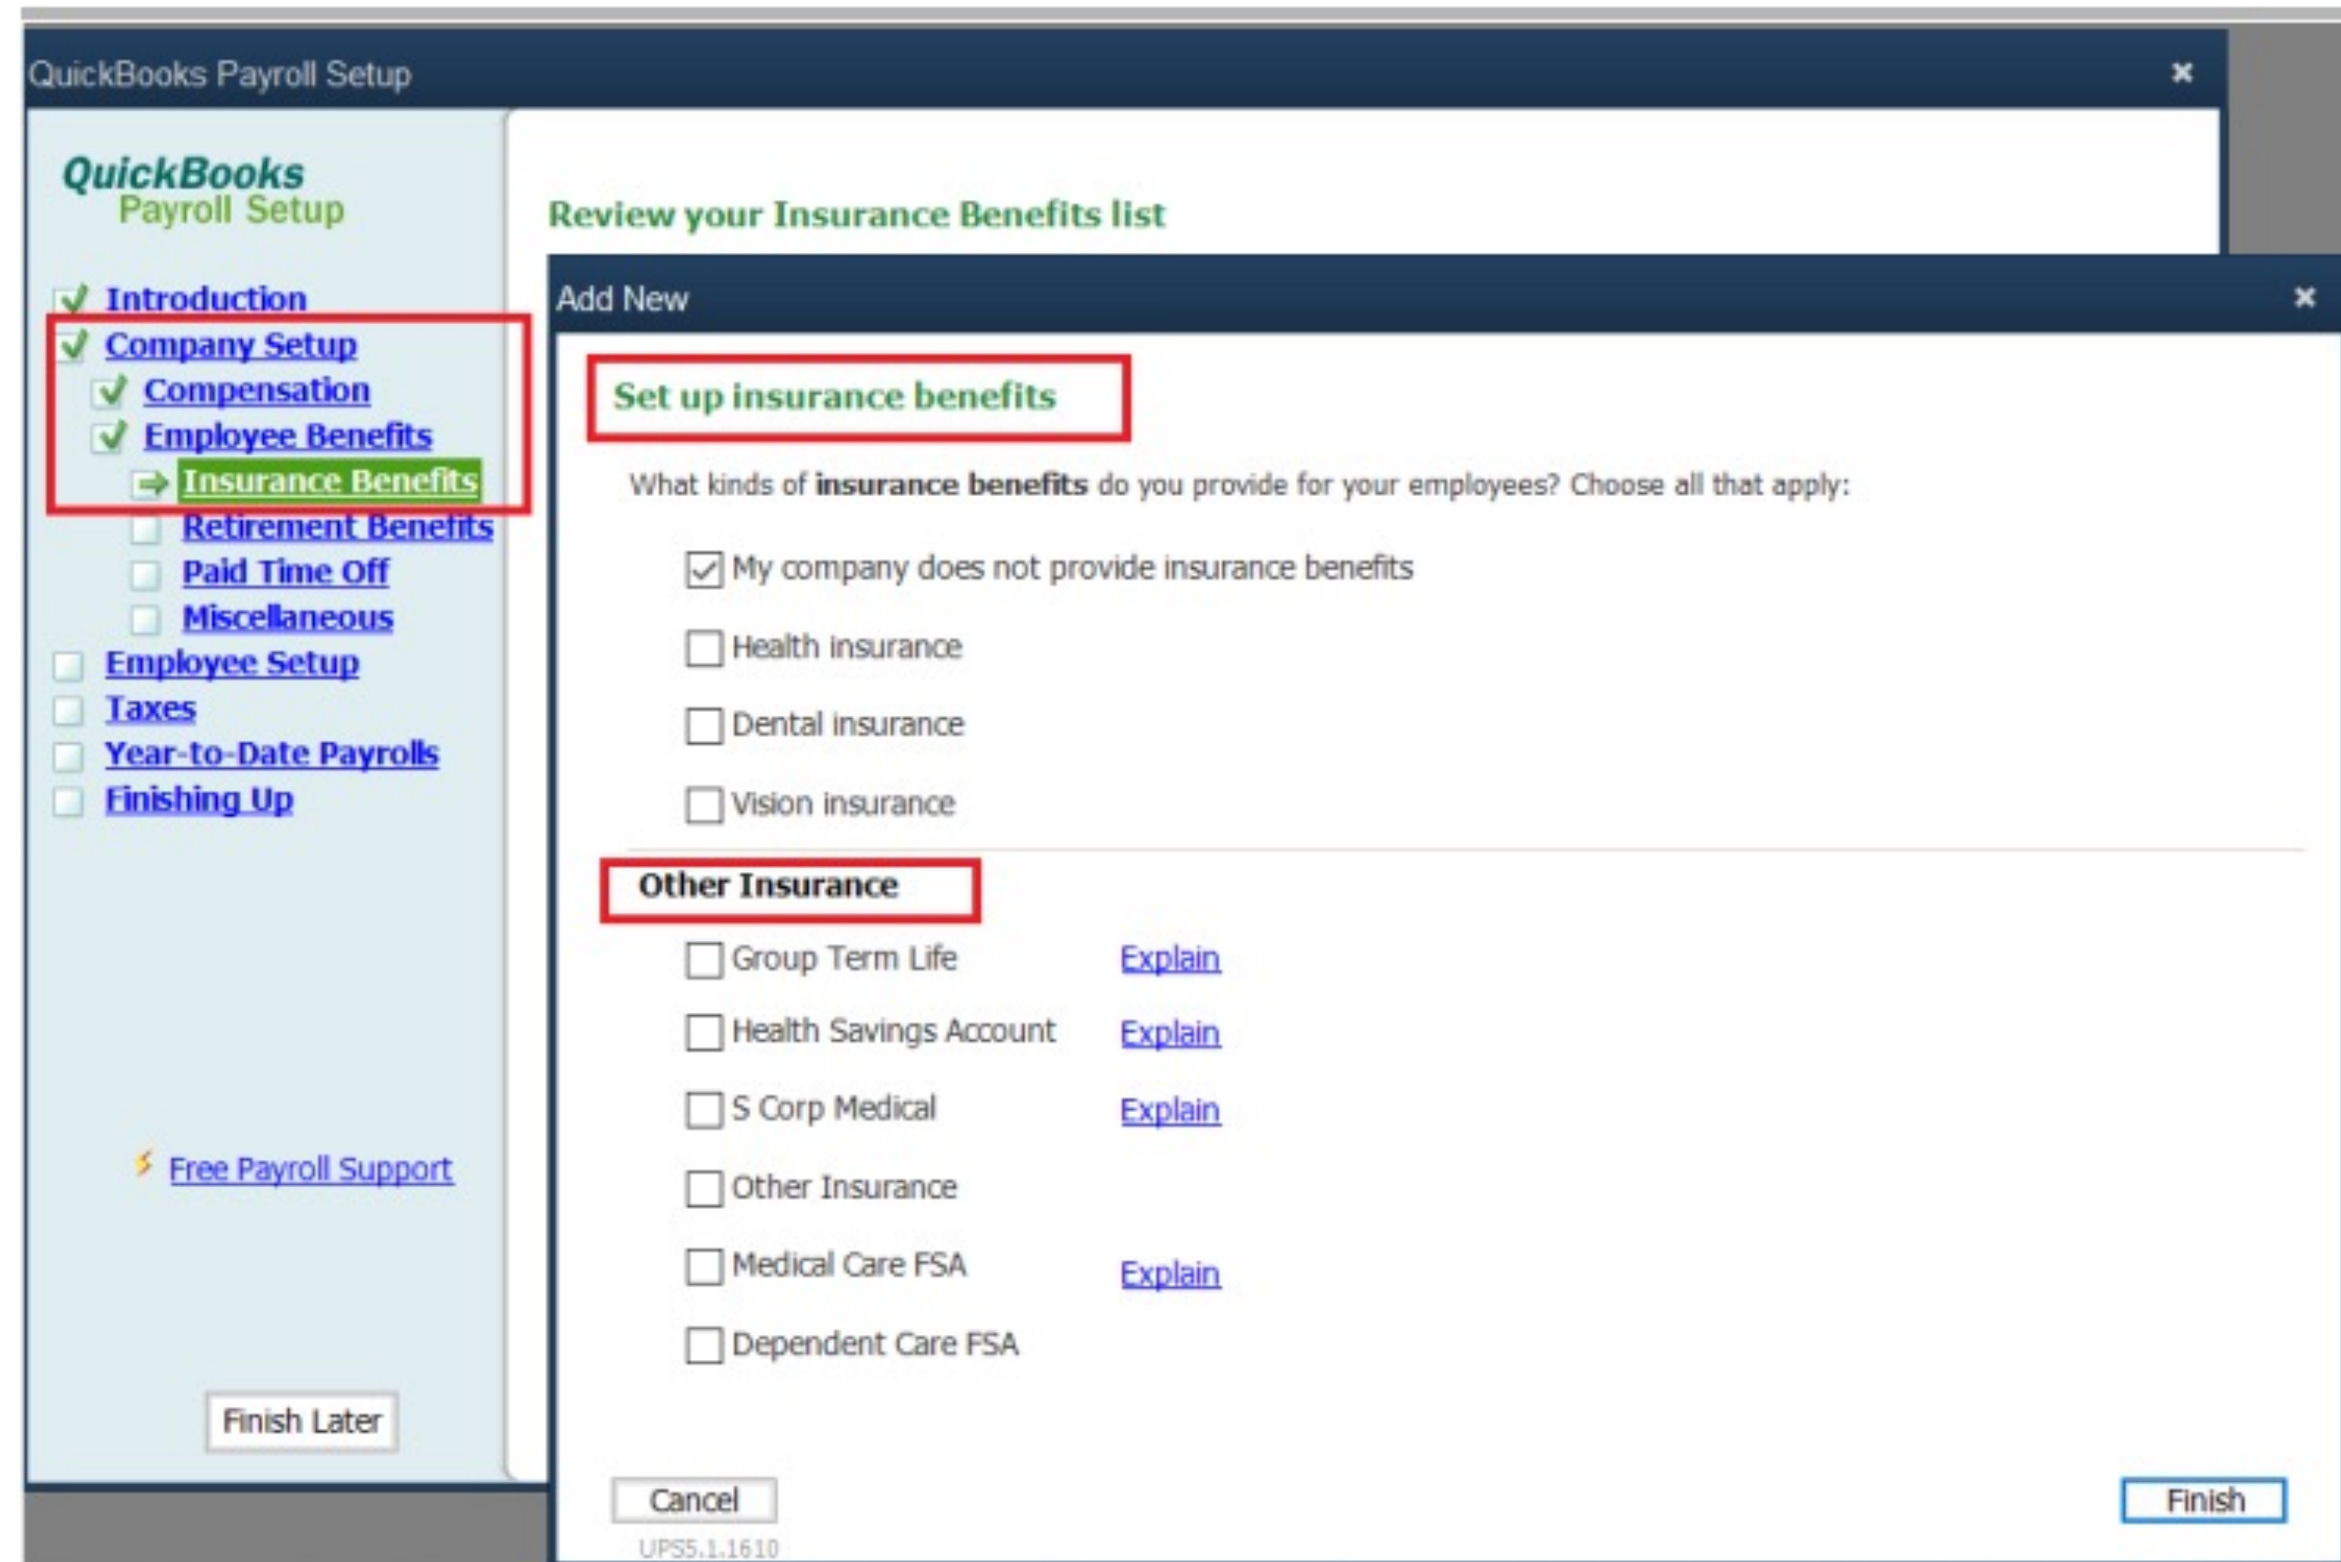 QuickBooks Payroll Setup
QuickBooks
Payroll Setup
Introduction
Company Setup
Compensation
Employee Benefits
Insurance Benefits
Retirement Benefits
Paid Time Off
Miscellaneous
Employee Setup
Taxes
Year-to-Date Payrolls
Finishing Up
Free Payroll Support
Finish Later
Review your Insurance Benefits list
Add New
Set up insurance benefits
What kinds of insurance benefits do you provide for your employees? Choose all that apply:
My company does not provide insurance benefits
Health insurance
Dental insurance
Vision insurance
Other Insurance
Group Term Life Explain
Health Savings Account Explain
S Corp Medical Explain
Other Insurance
Medical Care FSA Explain
Dependent Care FSA
Cancel Finish
UPS5.1.1610